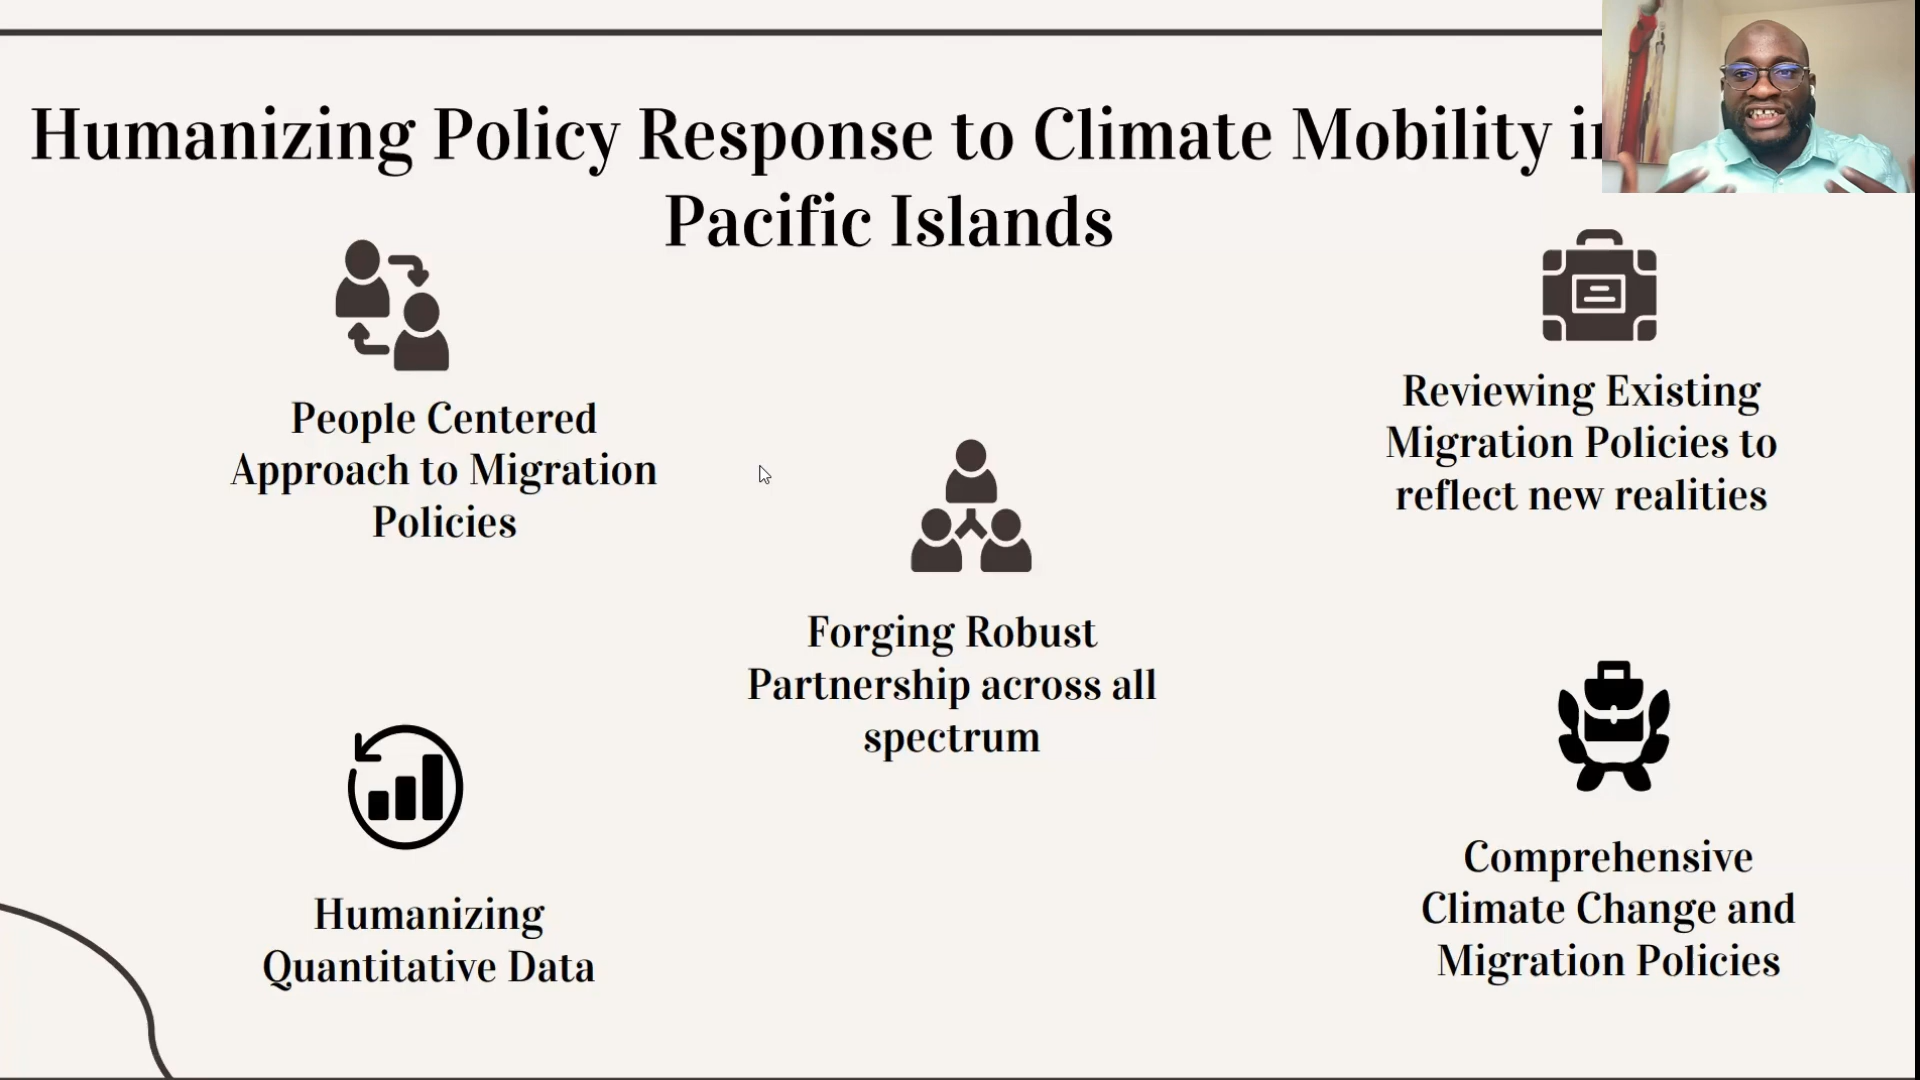 Humanizing Policy Response to Climate Mobility
Pacific Islands
People Centered
Approach to Migration
Policies
Reviewing Existing
Migration Policies to
reflect new realities
Forging Robust
Partnership across all
spectrum
Humanizing
Quantitative Data
Comprehensive
Climate Change and
Migration Policies